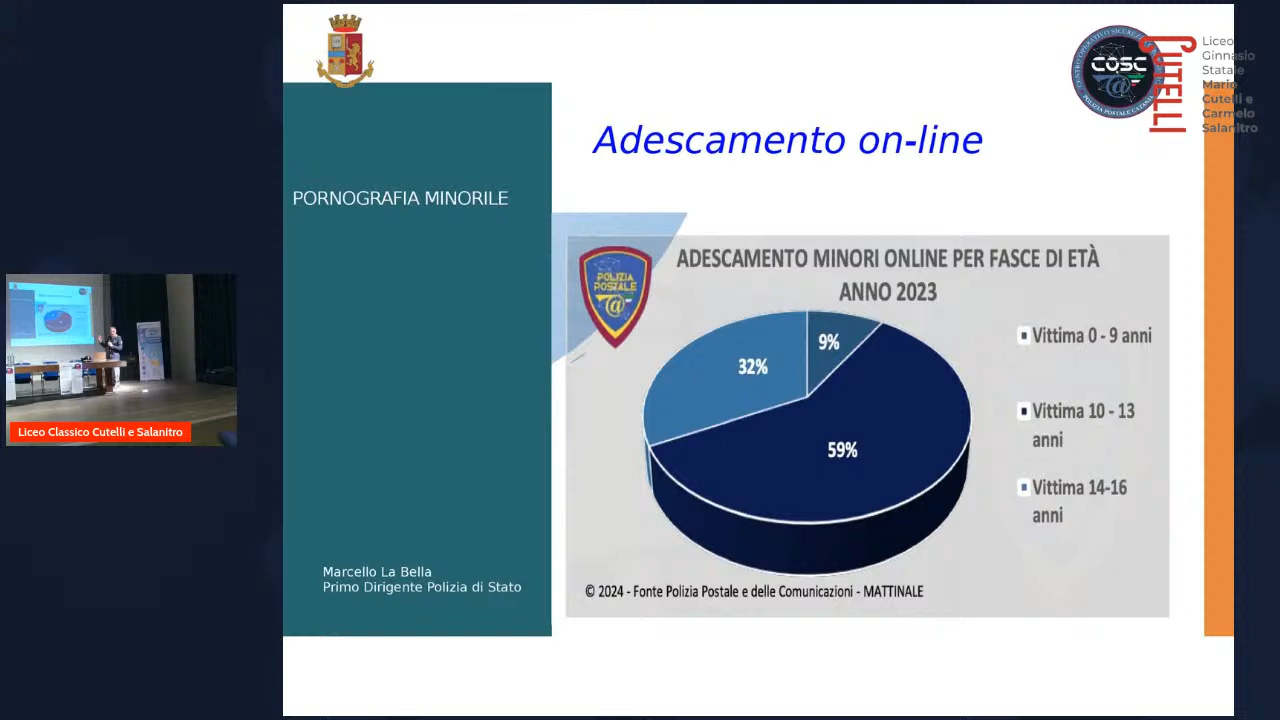 COSC
CUTELLI
Liceo
Ginnasio
Statale
Mario
Cutelli e
Carmelo
Salanitro
Adescamento on-line
PORNOGRAFIA MINORILE
POLIZIA
POSTALE
ADESCAMENTO MINORI ONLINE PER FASCE DI ETÀ
ANNO 2023
9%
32%
59%
Vittima 0 - 9 anni
Vittima 10 - 13
anni
Vittima 14-16
anni
© 2024 - Fonte Polizia Postale e delle Comunicazioni - MATTINALE
Marcello La Bella
Primo Dirigente Polizia di Stato
Liceo Classico Cutelli e Salanitro